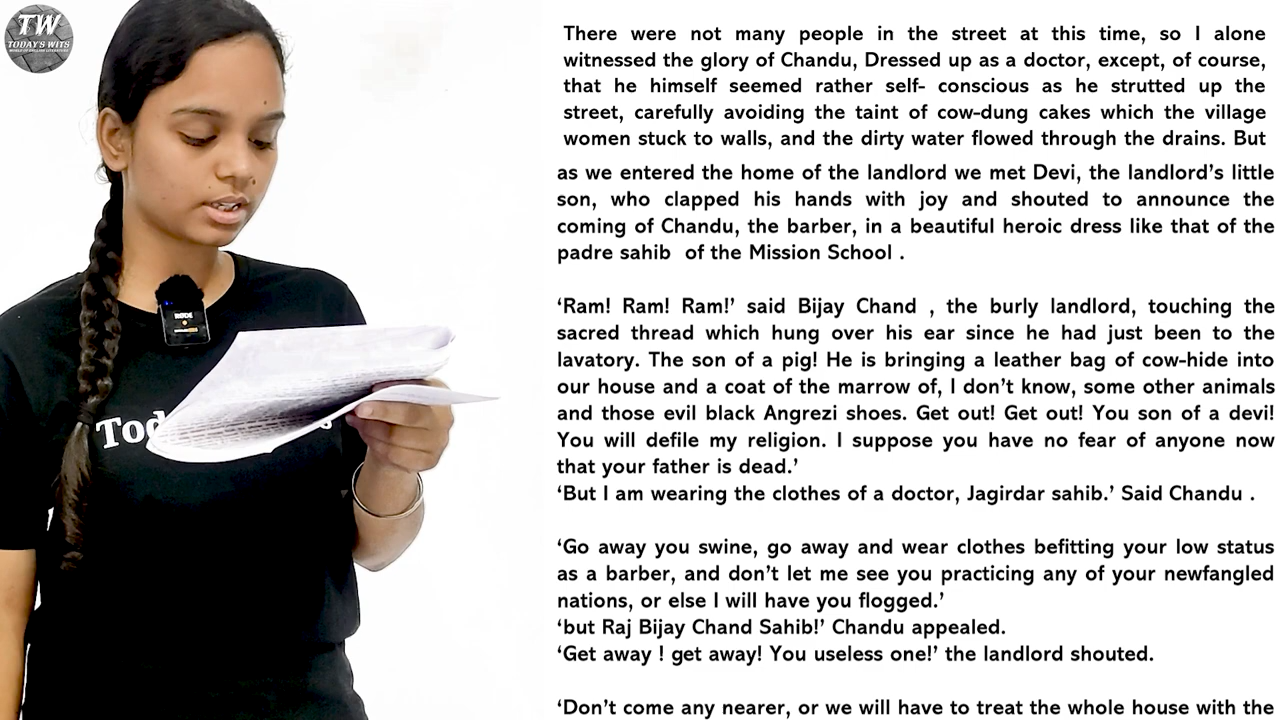 TW
TODAY'S WITS
There were not many people in the street at this time, so I alone
witnessed the glory of Chandu, Dressed up as a doctor, except, of course,
that he himself seemed rather self- conscious as he strutted up the
street, carefully avoiding the taint of cow-dung cakes which the village
women stuck to walls, and the dirty water flowed through the drains. But
as we entered the home of the landlord we met Devi, the landlord's little
son, who clapped his hands with joy and shouted to announce the
coming of Chandu, the barber, in a beautiful heroic dress like that of the
padre sahib of the Mission School .
‘Ram! Ram! Ram!’ said Bijay Chand , the burly landlord, touching the
sacred thread which hung over his ear since he had just been to the
lavatory. The son of a pig! He is bringing a leather bag of cow-hide into
our house and a coat of the marrow of, I don’t know, some other animals
and those evil black Angrezi shoes. Get out! Get out! You son of a devi!
You will defile my religion. I suppose you have no fear of anyone now
that your father is dead.’
‘But I am wearing the clothes of a doctor, Jagirdar sahib.’ Said Chandu .
‘Go away you swine, go away and wear clothes befitting your low status
as a barber, and don’t let me see you practicing any of your newfangled
nations, or else I will have you flogged.’
‘but Raj Bijay Chand Sahib!’ Chandu appealed.
‘Get away ! get away! You useless one!’ the landlord shouted.
‘Don’t come any nearer, or we will have to treat the whole house with the